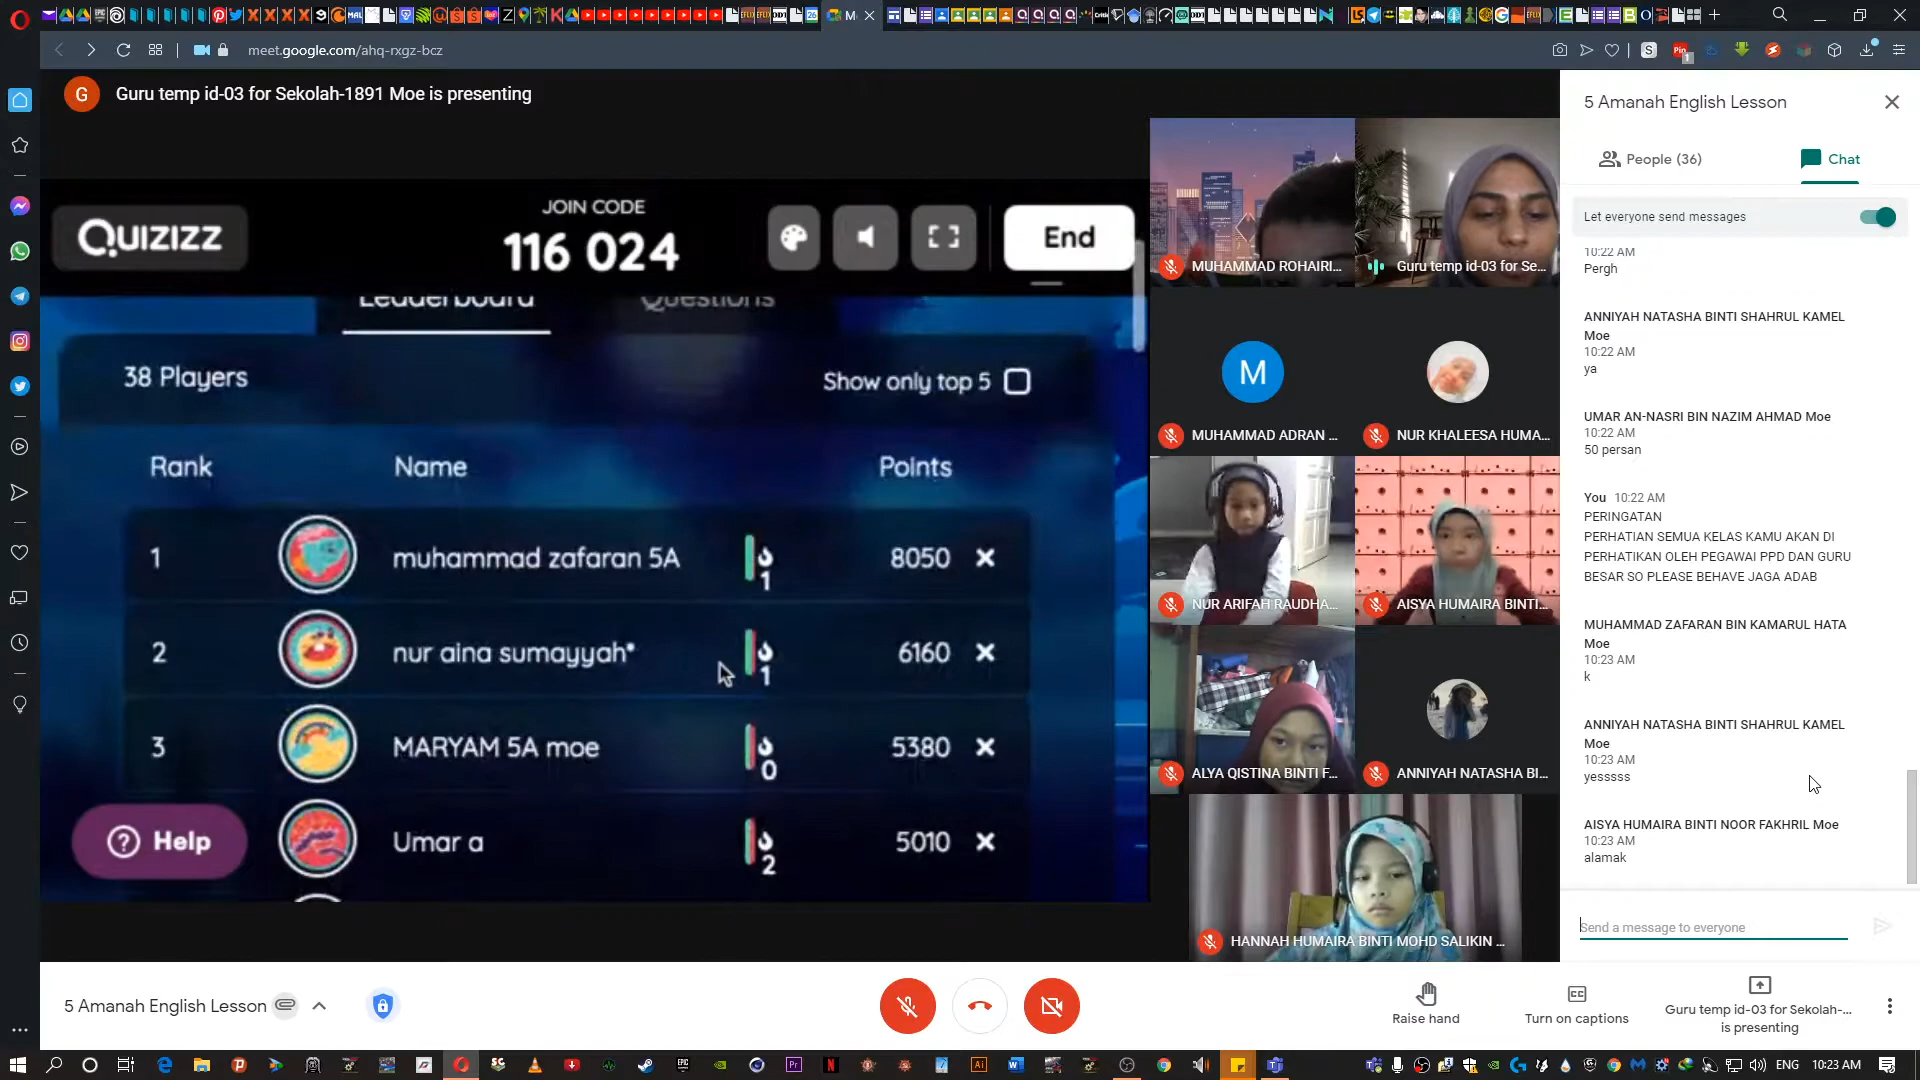 meet.google.com/ahq-rxgz-bcz
G
Guru temp id-03 for Sekolah-1891 Moe is presenting
QUIZIZZ
JOIN CODE
116 024
End
Leaderboard
Questions
38 Players
Show only top 5
Rank
Name
Points
1
muhammad zafaran 5A
1
8050
2
nur aina sumayyah*
1
6160
3
MARYAM 5A moe
0
5380
Umar a
2
5010
Help
MUHAMMAD ROHAIRI...
Guru temp id-03 for Se...
M
MUHAMMAD ADRAN ...
NUR KHALEESA HUMA...
NUR ARIFAH RAUDHA...
AISYA HUMAIRA BINTI...
ALYA QISTINA BINTI F...
ANNIYAH NATASHA BI...
HANNAH HUMAIRA BINTI MOHD SALIKIN ...
5 Amanah English Lesson
People (36)
Chat
Let everyone send messages
10:22 AM
Pergh
ANNIYAH NATASHA BINTI SHAHRUL KAMEL
Moe
10:22 AM
ya
UMAR AN-NASRI BIN NAZIM AHMAD Moe
10:22 AM
50 persan
You 10:22 AM
PERINGATAN
PERHATIAN SEMUA KELAS KAMU AKAN DI
PERHATIKAN OLEH PEGAWAI PPD DAN GURU
BESAR SO PLEASE BEHAVE JAGA ADAB
MUHAMMAD ZAFARAN BIN KAMARUL HATA
Moe
10:23 AM
k
ANNIYAH NATASHA BINTI SHAHRUL KAMEL
Moe
10:23 AM
yesssss
AISYA HUMAIRA BINTI NOOR FAKHRIL Moe
10:23 AM
alamak
Send a message to everyone
5 Amanah English Lesson
Raise hand
Turn on captions
Guru temp id-03 for Sekolah-...
is presenting
ENG
10:23 AM